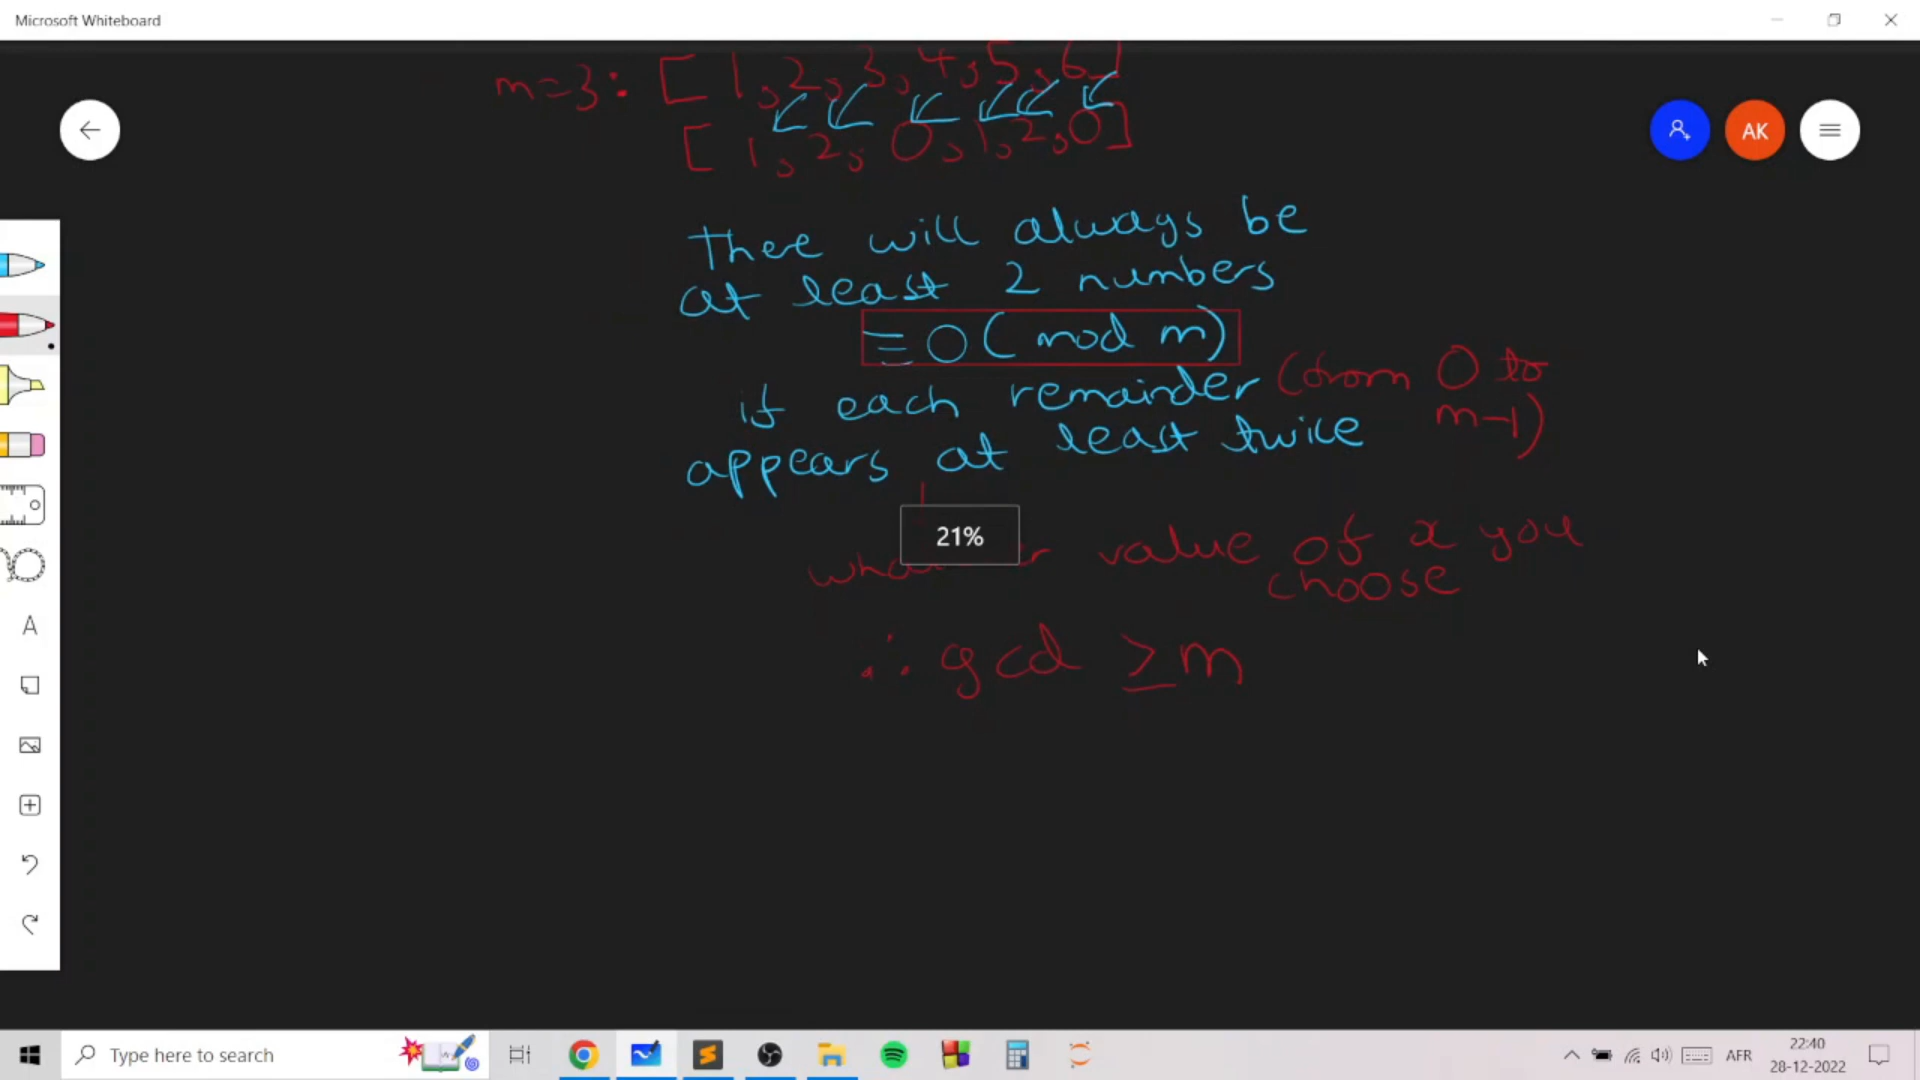 Microsoft Whiteboard
m=3: [1,2,3,4,5,6]
[1,2,0,1,2,0]
AK
There will always be
at least 2 numbers
≡0 (mod m)
if each remainder (from 0 to
m-1)
appears at least twice
21%
value of x you
choose
∴ gcd ≥ m
A
Type here to search
AFR
22:40
28-12-2022